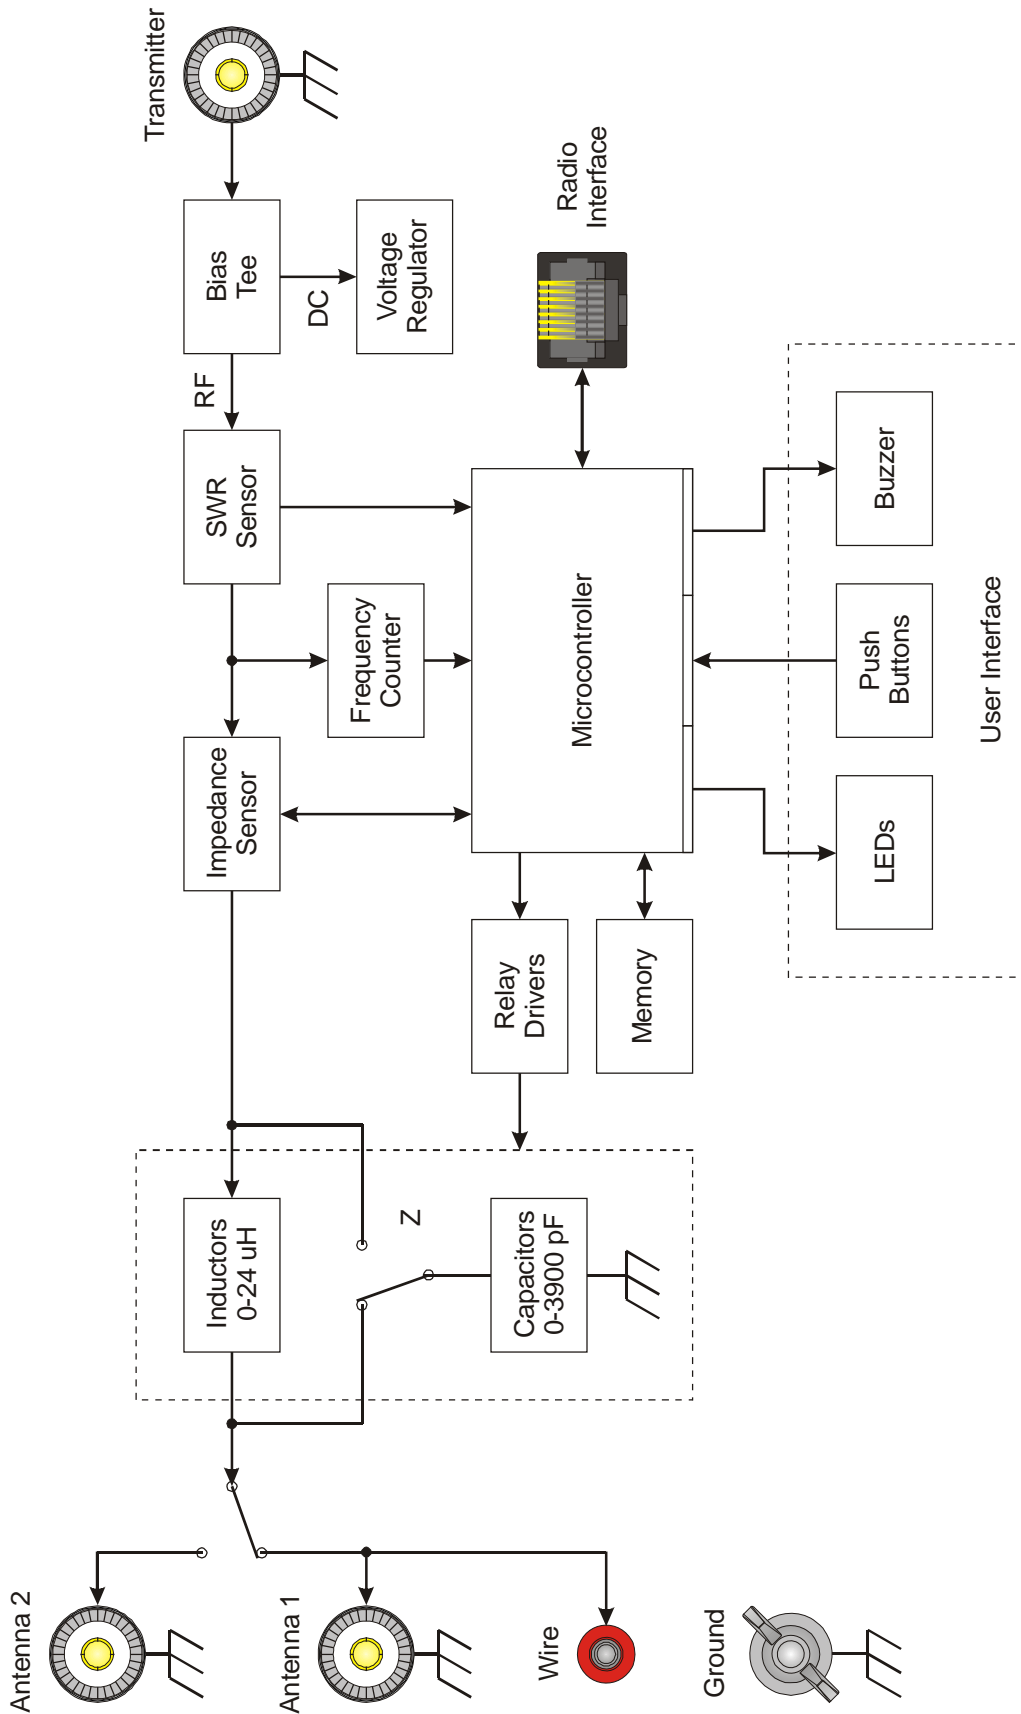 Antenna 2
Antenna 1
Wire
Ground
Inductors
0-24 uH
Z
Capacitors
0-3900 pF
Impedance
Sensor
SWR
Sensor
RF
Bias
Tee
DC
Voltage
Regulator
Transmitter
Frequency
Counter
Relay
Drivers
Memory
Microcontroller
Radio
Interface
LEDs
Push
Buttons
Buzzer
User Interface